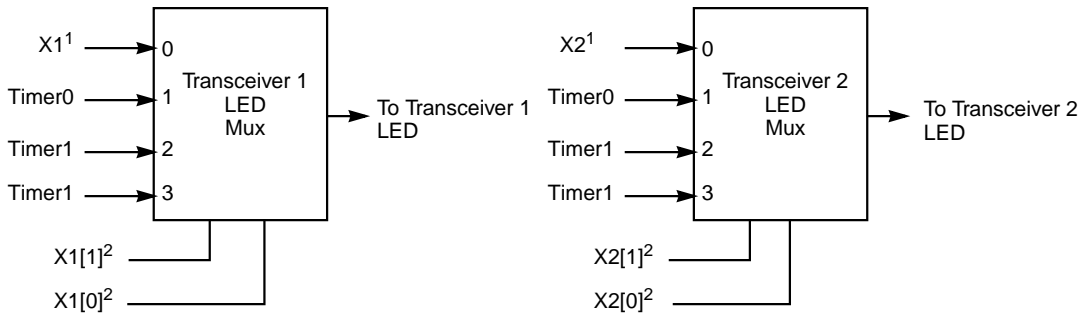 X1¹
0
Timer0
1
Timer1
2
Timer1
3
Transceiver 1
LED
Mux
To Transceiver 1
LED
X1[1]²
X1[0]²
X2¹
0
Timer0
1
Timer1
2
Timer1
3
Transceiver 2
LED
Mux
To Transceiver 2
LED
X2[1]²
X2[0]²